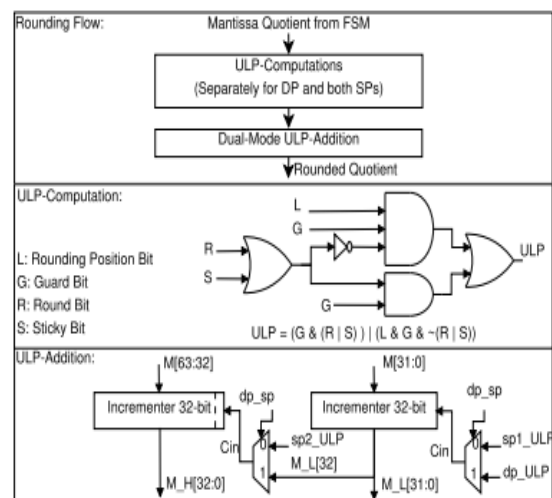 Rounding Flow:
Mantissa Quotient from FSM
ULP-Computations
(Separately for DP and both SPs)
Dual-Mode ULP-Addition
Rounded Quotient
ULP-Computation:
L
G
R
S
G
ULP
L: Rounding Position Bit
G: Guard Bit
R: Round Bit
S: Sticky Bit
ULP = (G & (R | S) ) | (L & G & ~(R | S))
ULP-Addition:
M[63:32]
M[31:0]
dp_sp
dp_sp
Incrementer 32-bit
Incrementer 32-bit
Cin
0
sp2_ULP
Cin
0
sp1_ULP
1
M_L[32]
1
dp_ULP
M_H[32:0]
M_L[31:0]